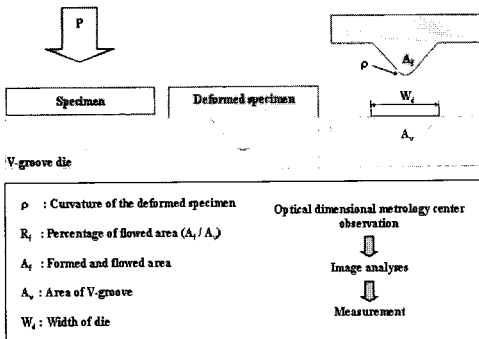 P
Specimen
Deformed specimen
V-groove die
ρ
A_f
W_d
A_v
ρ : Curvature of the deformed specimen
R_f : Percentage of flowed area (A_f / A_v)
A_f : Formed and flowed area
A_v : Area of V-groove
W_d : Width of die
Optical dimensional metrology center
observation
Image analyses
Measurement